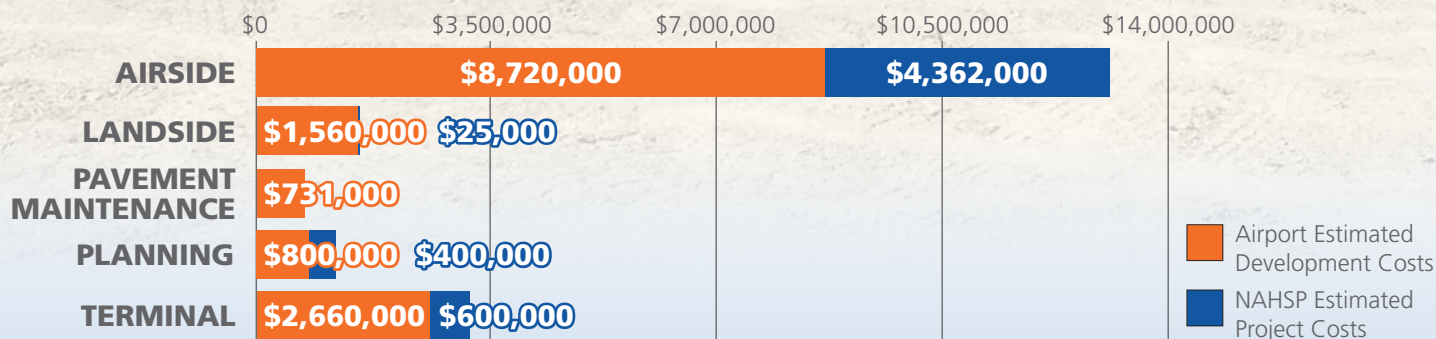 $0 $3,500,000 $7,000,000 $10,500,000 $14,000,000
AIRSIDE $8,720,000 $4,362,000
LANDSIDE $1,560,000 $25,000
PAVEMENT
MAINTENANCE $731,000
PLANNING $800,000 $400,000
TERMINAL $2,660,000 $600,000
Airport Estimated
Development Costs
NAHSP Estimated
Project Costs